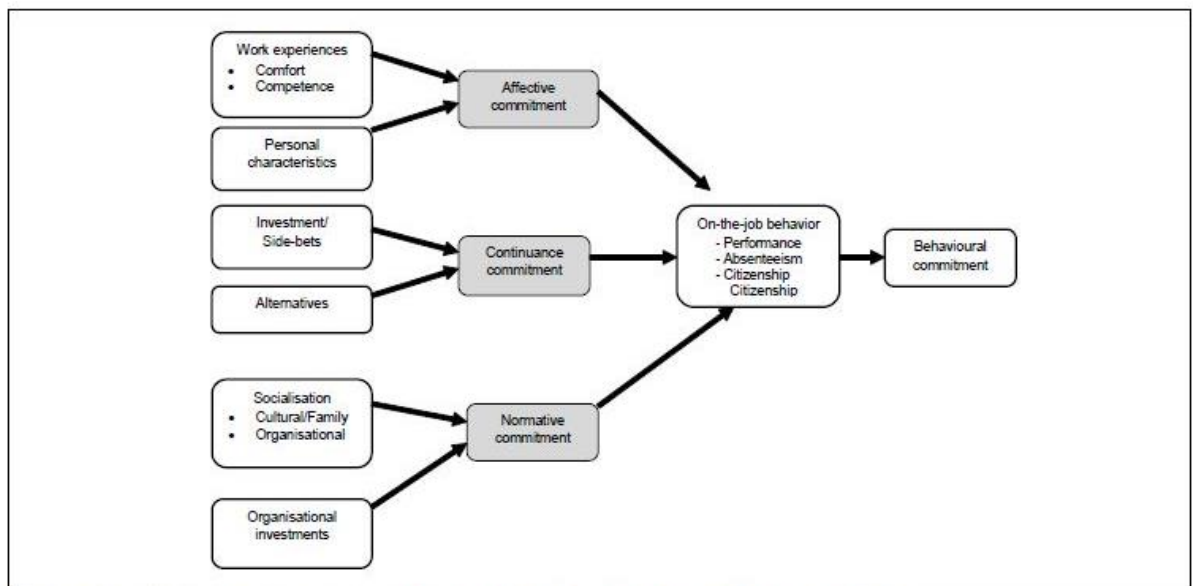 Work experiences
• Comfort
• Competence
Personal
characteristics
Affective
commitment
Investment/
Side-bets
Alternatives
Continuance
commitment
Socialisation
• Cultural/Family
• Organisational
Organisational
investments
Normative
commitment
On-the-job behavior
- Performance
- Absenteeism
- Citizenship
Citizenship
Behavioural
commitment